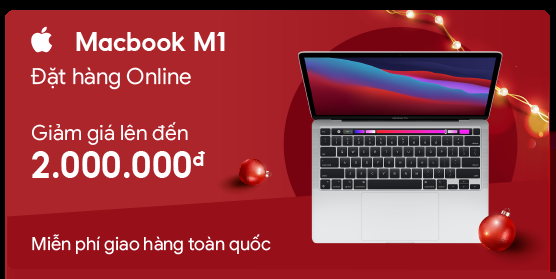 Macbook M1
Đặt hàng Online
Giảm giá lên đến
2.000.000đ
Miễn phí giao hàng toàn quốc